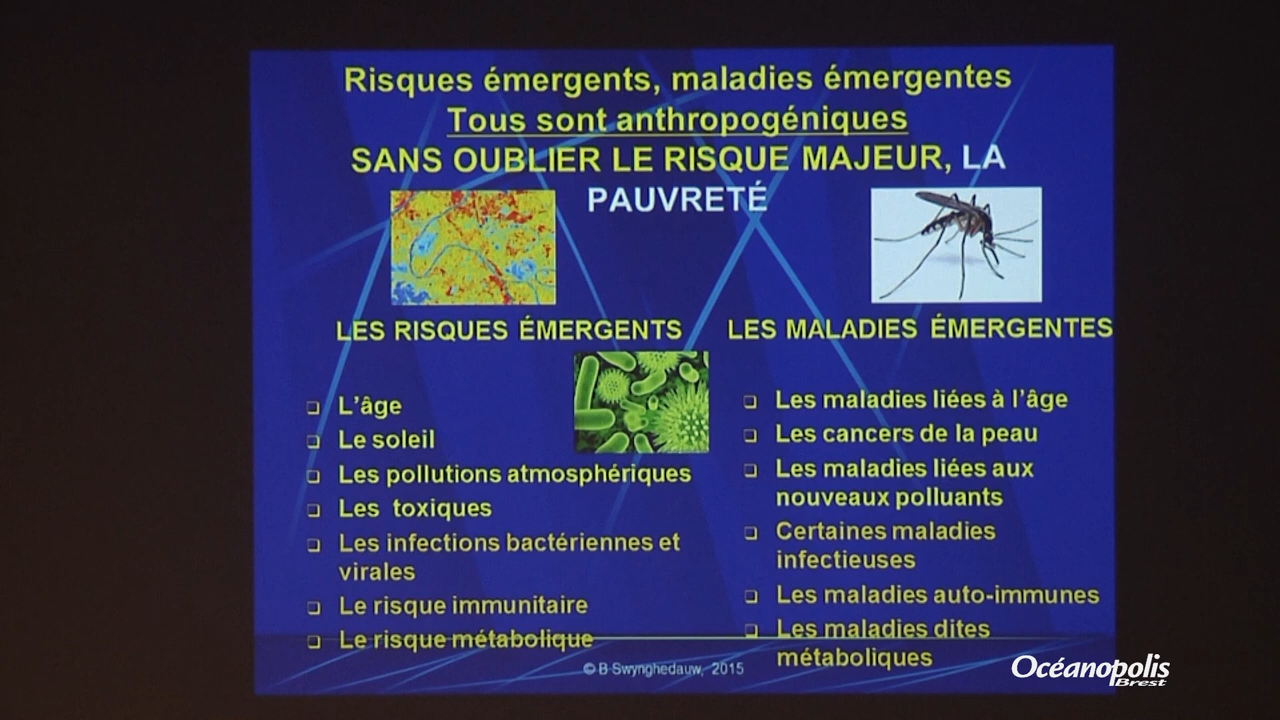 Risques émergents, maladies émergentes
Tous sont anthropogéniques
SANS OUBLIER LE RISQUE MAJEUR, LA
PAUVRETÉ
LES RISQUES ÉMERGENTS
L'âge
Le soleil
Les pollutions atmosphériques
Les toxiques
Les infections bactériennes et
virales
Le risque immunitaire
Le risque métabolique
LES MALADIES ÉMERGENTES
Les maladies liées à l'âge
Les cancers de la peau
Les maladies liées aux
nouveaux polluants
Certaines maladies
infectieuses
Les maladies auto-immunes
Les maladies dites
métaboliques
© B Swynghedauw, 2015
Océanopolis
Brest